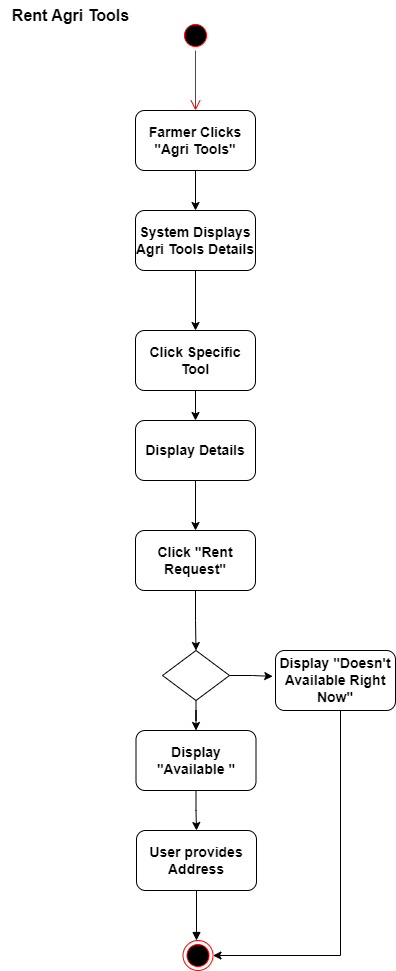 Rent Agri Tools
Farmer Clicks
"Agri Tools"
System Displays
Agri Tools Details
Click Specific
Tool
Display Details
Click "Rent
Request"
Display "Doesn't
Available Right
Now"
Display
"Available "
User provides
Address